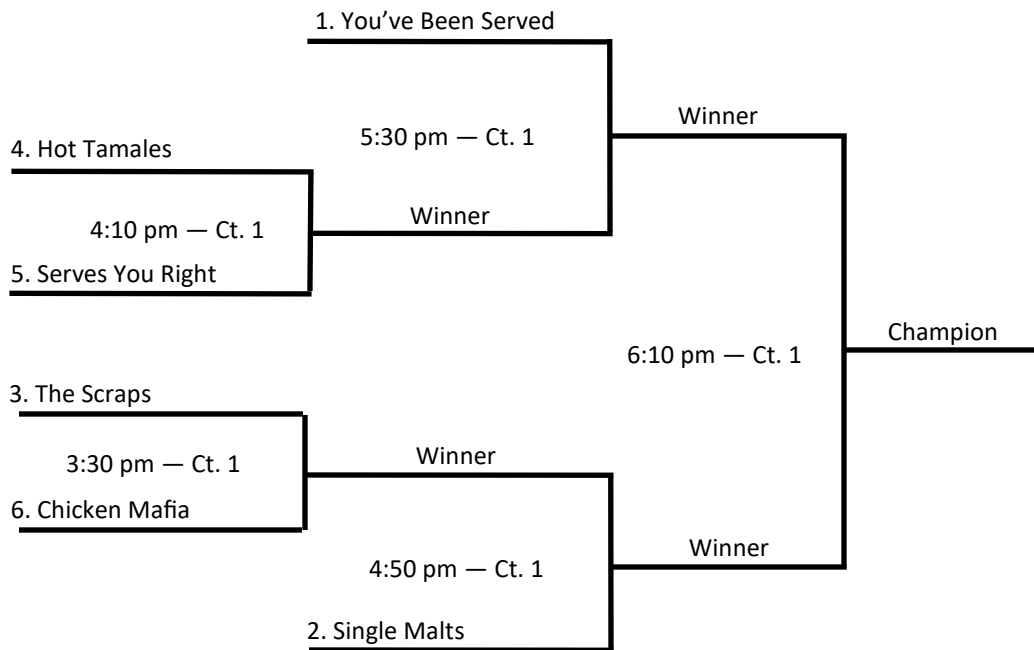 1. You’ve Been Served
Winner
5:30 pm — Ct. 1
4. Hot Tamales
Winner
4:10 pm — Ct. 1
5. Serves You Right
Champion
6:10 pm — Ct. 1
3. The Scraps
Winner
3:30 pm — Ct. 1
6. Chicken Mafia
Winner
4:50 pm — Ct. 1
2. Single Malts